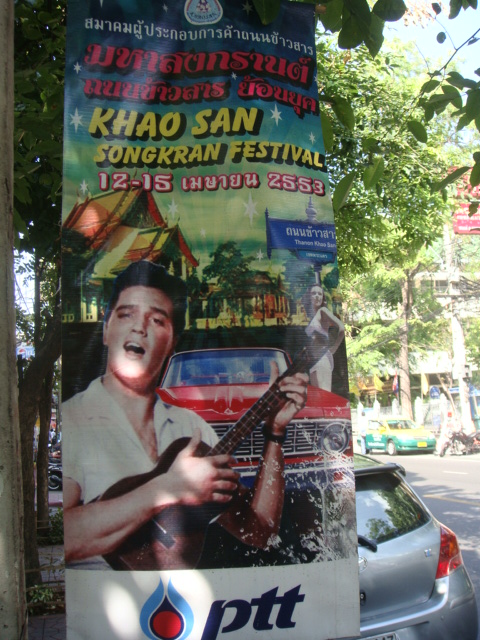 สมาคมผู้ประกอบการค้าถนนข้าวสาร
มหาสงกรานต์
ถนนข้าวสาร ย้อนยุค
KHAO SAN
SONGKRAN FESTIVAL
12-15 เมษายน 2553
ถนนข้าวสาร
Thanon Khao San
ptt